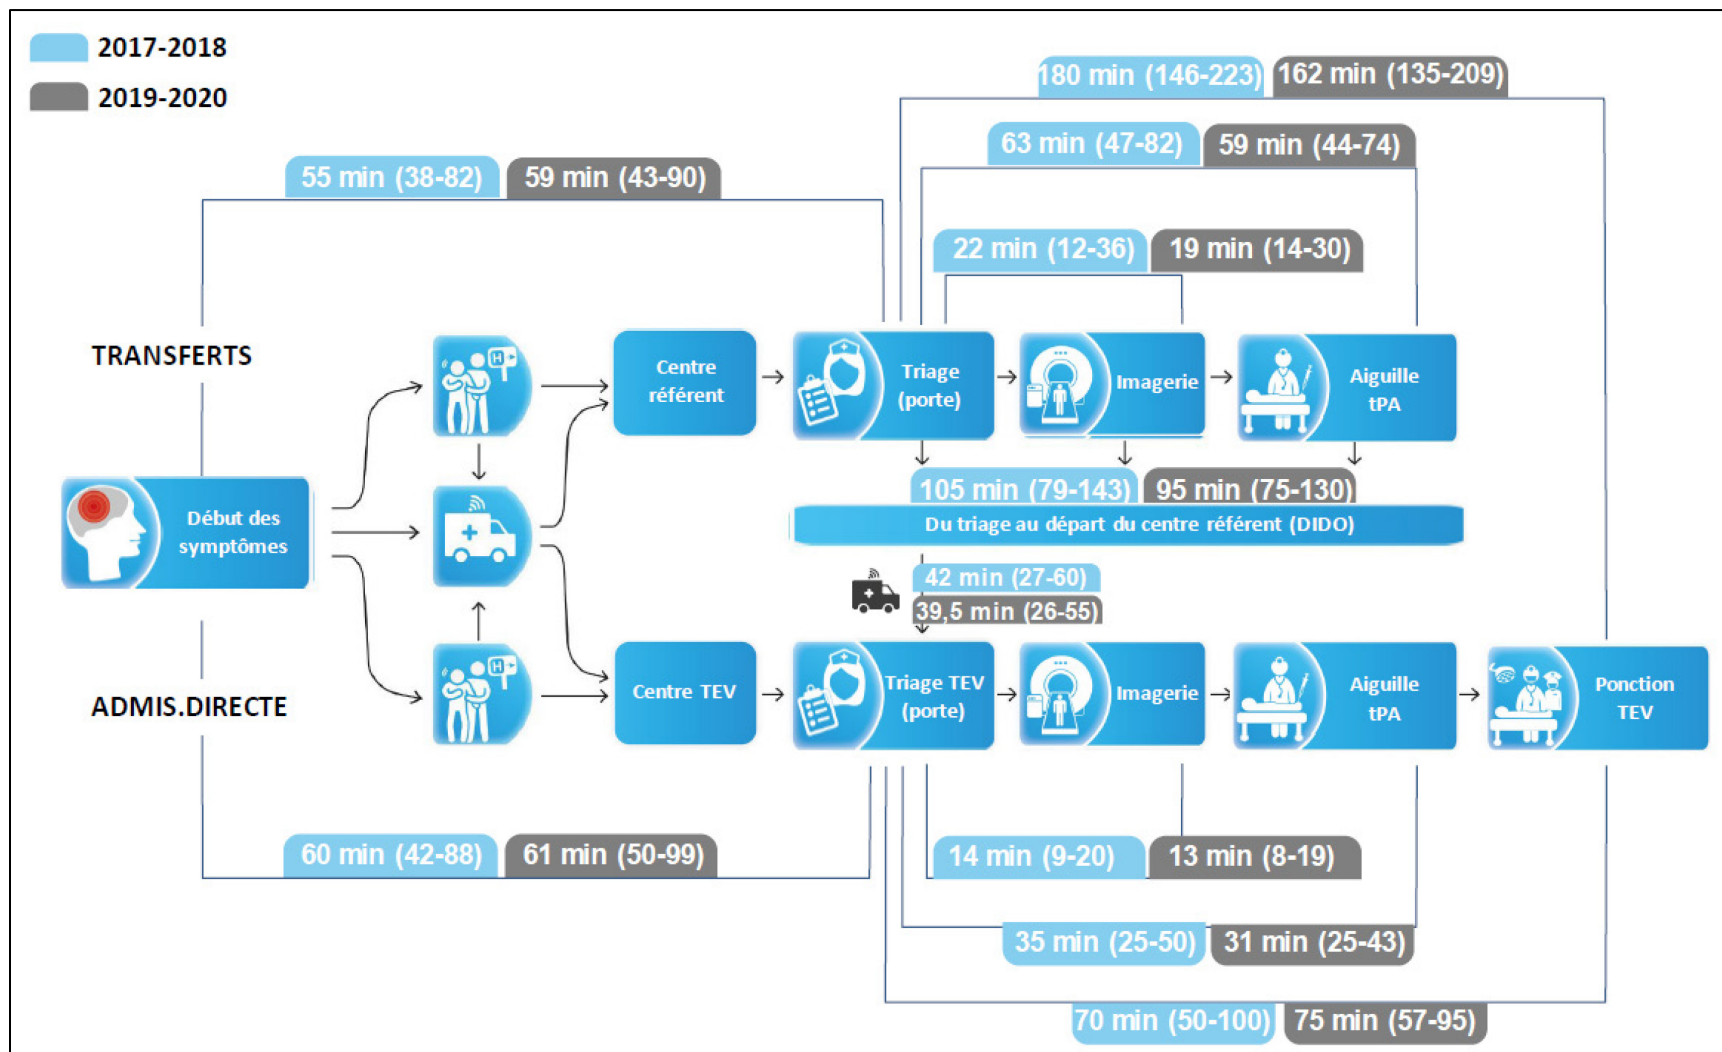 2017-2018
2019-2020
180 min (146-223) 162 min (135-209)
63 min (47-82) 59 min (44-74)
55 min (38-82) 59 min (43-90)
22 min (12-36) 19 min (14-30)
TRANSFERTS
H
Centre
référent
Triage
(porte)
Imagerie
Aiguille
tPA
105 min (79-143) 95 min (75-130)
Du triage au départ du centre référent (DIDO)
Début des
symptômes
42 min (27-60)
39,5 min (26-55)
ADMIS.DIRECTE
H
Centre TEV
Triage TEV
(porte)
Imagerie
Aiguille
tPA
Ponction
TEV
60 min (42-88) 61 min (50-99)
14 min (9-20) 13 min (8-19)
35 min (25-50) 31 min (25-43)
70 min (50-100) 75 min (57-95)